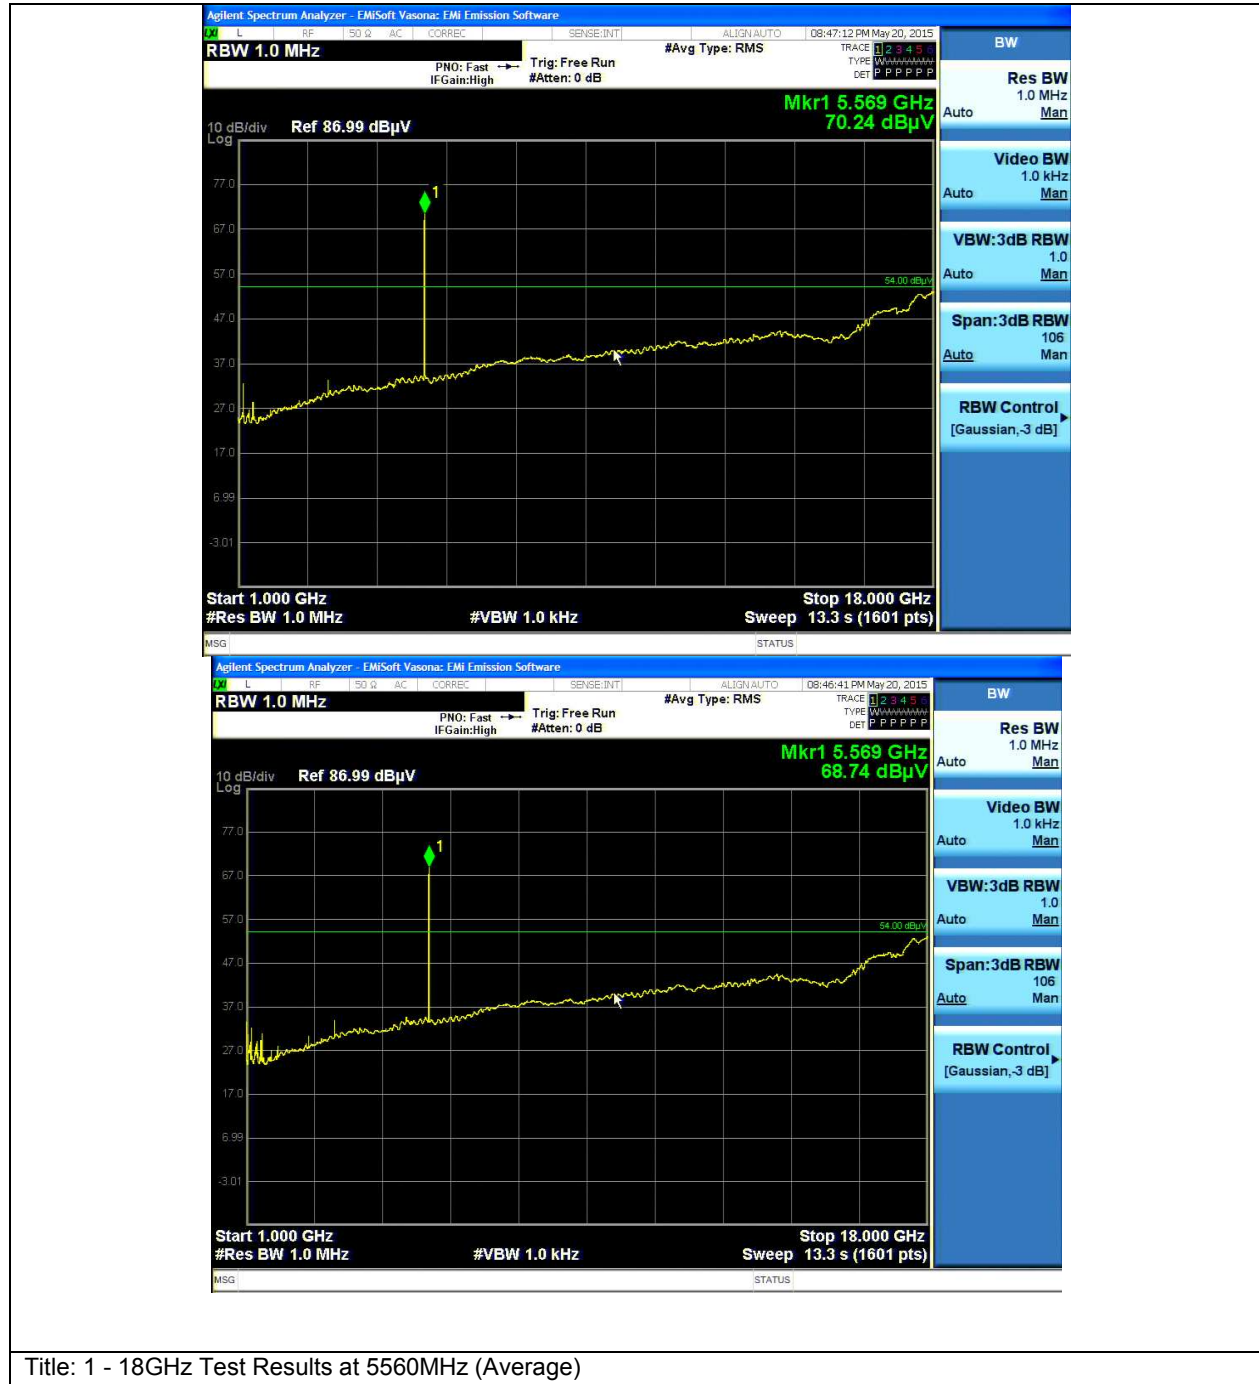 Agilent Spectrum Analyzer - EMiSoft Vasona: EMi Emission Software
LXI L RF 50 Ω AC CORREC SENSE:INT ALIGN AUTO 08:47:12 PM May 20, 2015
RBW 1.0 MHz #Avg Type: RMS TRACE 1 2 3 4 5 6
PNO: Fast Trig: Free Run TYPE WWWWWW
IFGain:High #Atten: 0 dB DET P P P P P P
Mkr1 5.569 GHz
10 dB/div Ref 86.99 dBµV 70.24 dBµV
Log
1
77.0
67.0
57.0
54.00 dBµV
47.0
37.0
27.0
17.0
6.99
-3.01
Start 1.000 GHz Stop 18.000 GHz
#Res BW 1.0 MHz #VBW 1.0 kHz Sweep 13.3 s (1601 pts)
MSG STATUS
BW
Res BW
1.0 MHz
Auto Man
Video BW
1.0 kHz
Auto Man
VBW:3dB RBW
1.0
Auto Man
Span:3dB RBW
106
Auto Man
RBW Control
[Gaussian,-3 dB]
Agilent Spectrum Analyzer - EMiSoft Vasona: EMi Emission Software
LXI L RF 50 Ω AC CORREC SENSE:INT ALIGN AUTO 08:46:41 PM May 20, 2015
RBW 1.0 MHz #Avg Type: RMS TRACE 1 2 3 4 5 6
PNO: Fast Trig: Free Run TYPE WWWWWW
IFGain:High #Atten: 0 dB DET P P P P P P
Mkr1 5.569 GHz
10 dB/div Ref 86.99 dBµV 68.74 dBµV
Log
1
77.0
67.0
57.0
54.00 dBµV
47.0
37.0
27.0
17.0
6.99
-3.01
Start 1.000 GHz Stop 18.000 GHz
#Res BW 1.0 MHz #VBW 1.0 kHz Sweep 13.3 s (1601 pts)
MSG STATUS
BW
Res BW
1.0 MHz
Auto Man
Video BW
1.0 kHz
Auto Man
VBW:3dB RBW
1.0
Auto Man
Span:3dB RBW
106
Auto Man
RBW Control
[Gaussian,-3 dB]
Title: 1 - 18GHz Test Results at 5560MHz (Average)